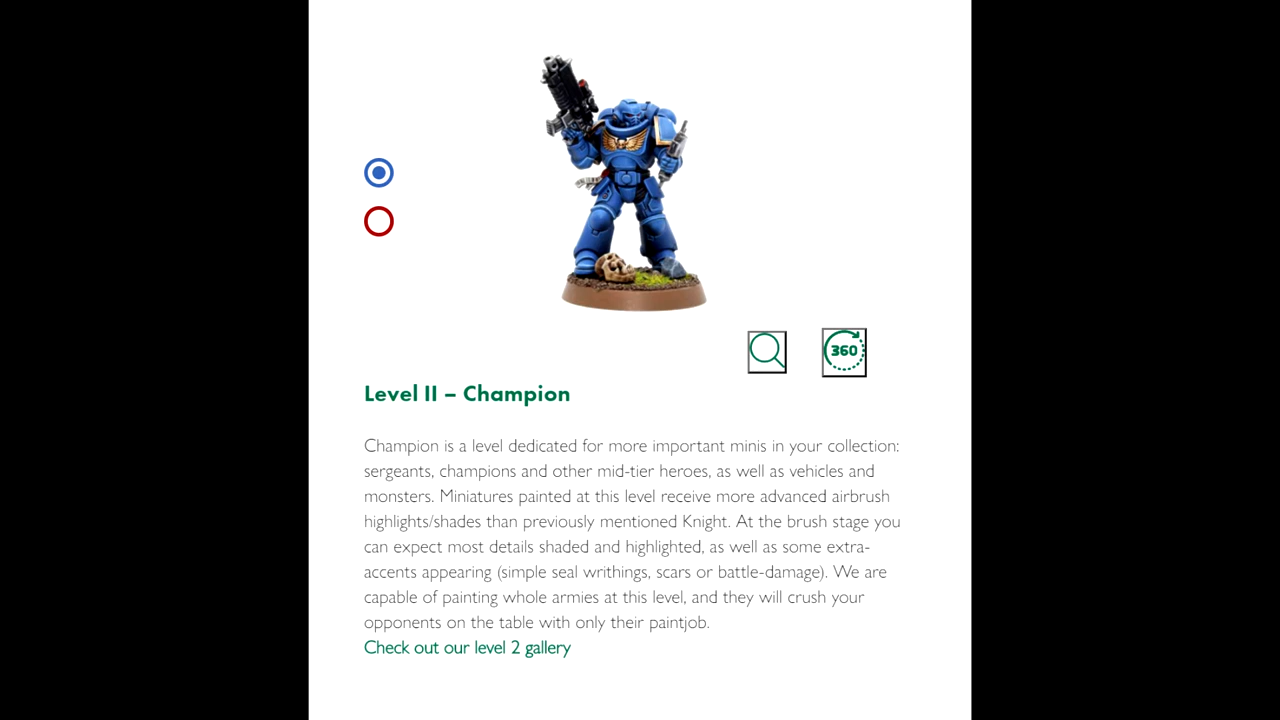 360
Level II – Champion
Champion is a level dedicated for more important minis in your collection:
sergeants, champions and other mid-tier heroes, as well as vehicles and
monsters. Miniatures painted at this level receive more advanced airbrush
highlights/shades than previously mentioned Knight. At the brush stage you
can expect most details shaded and highlighted, as well as some extra-
accents appearing (simple seal writhings, scars or battle-damage). We are
capable of painting whole armies at this level, and they will crush your
opponents on the table with only their paintjob.
Check out our level 2 gallery